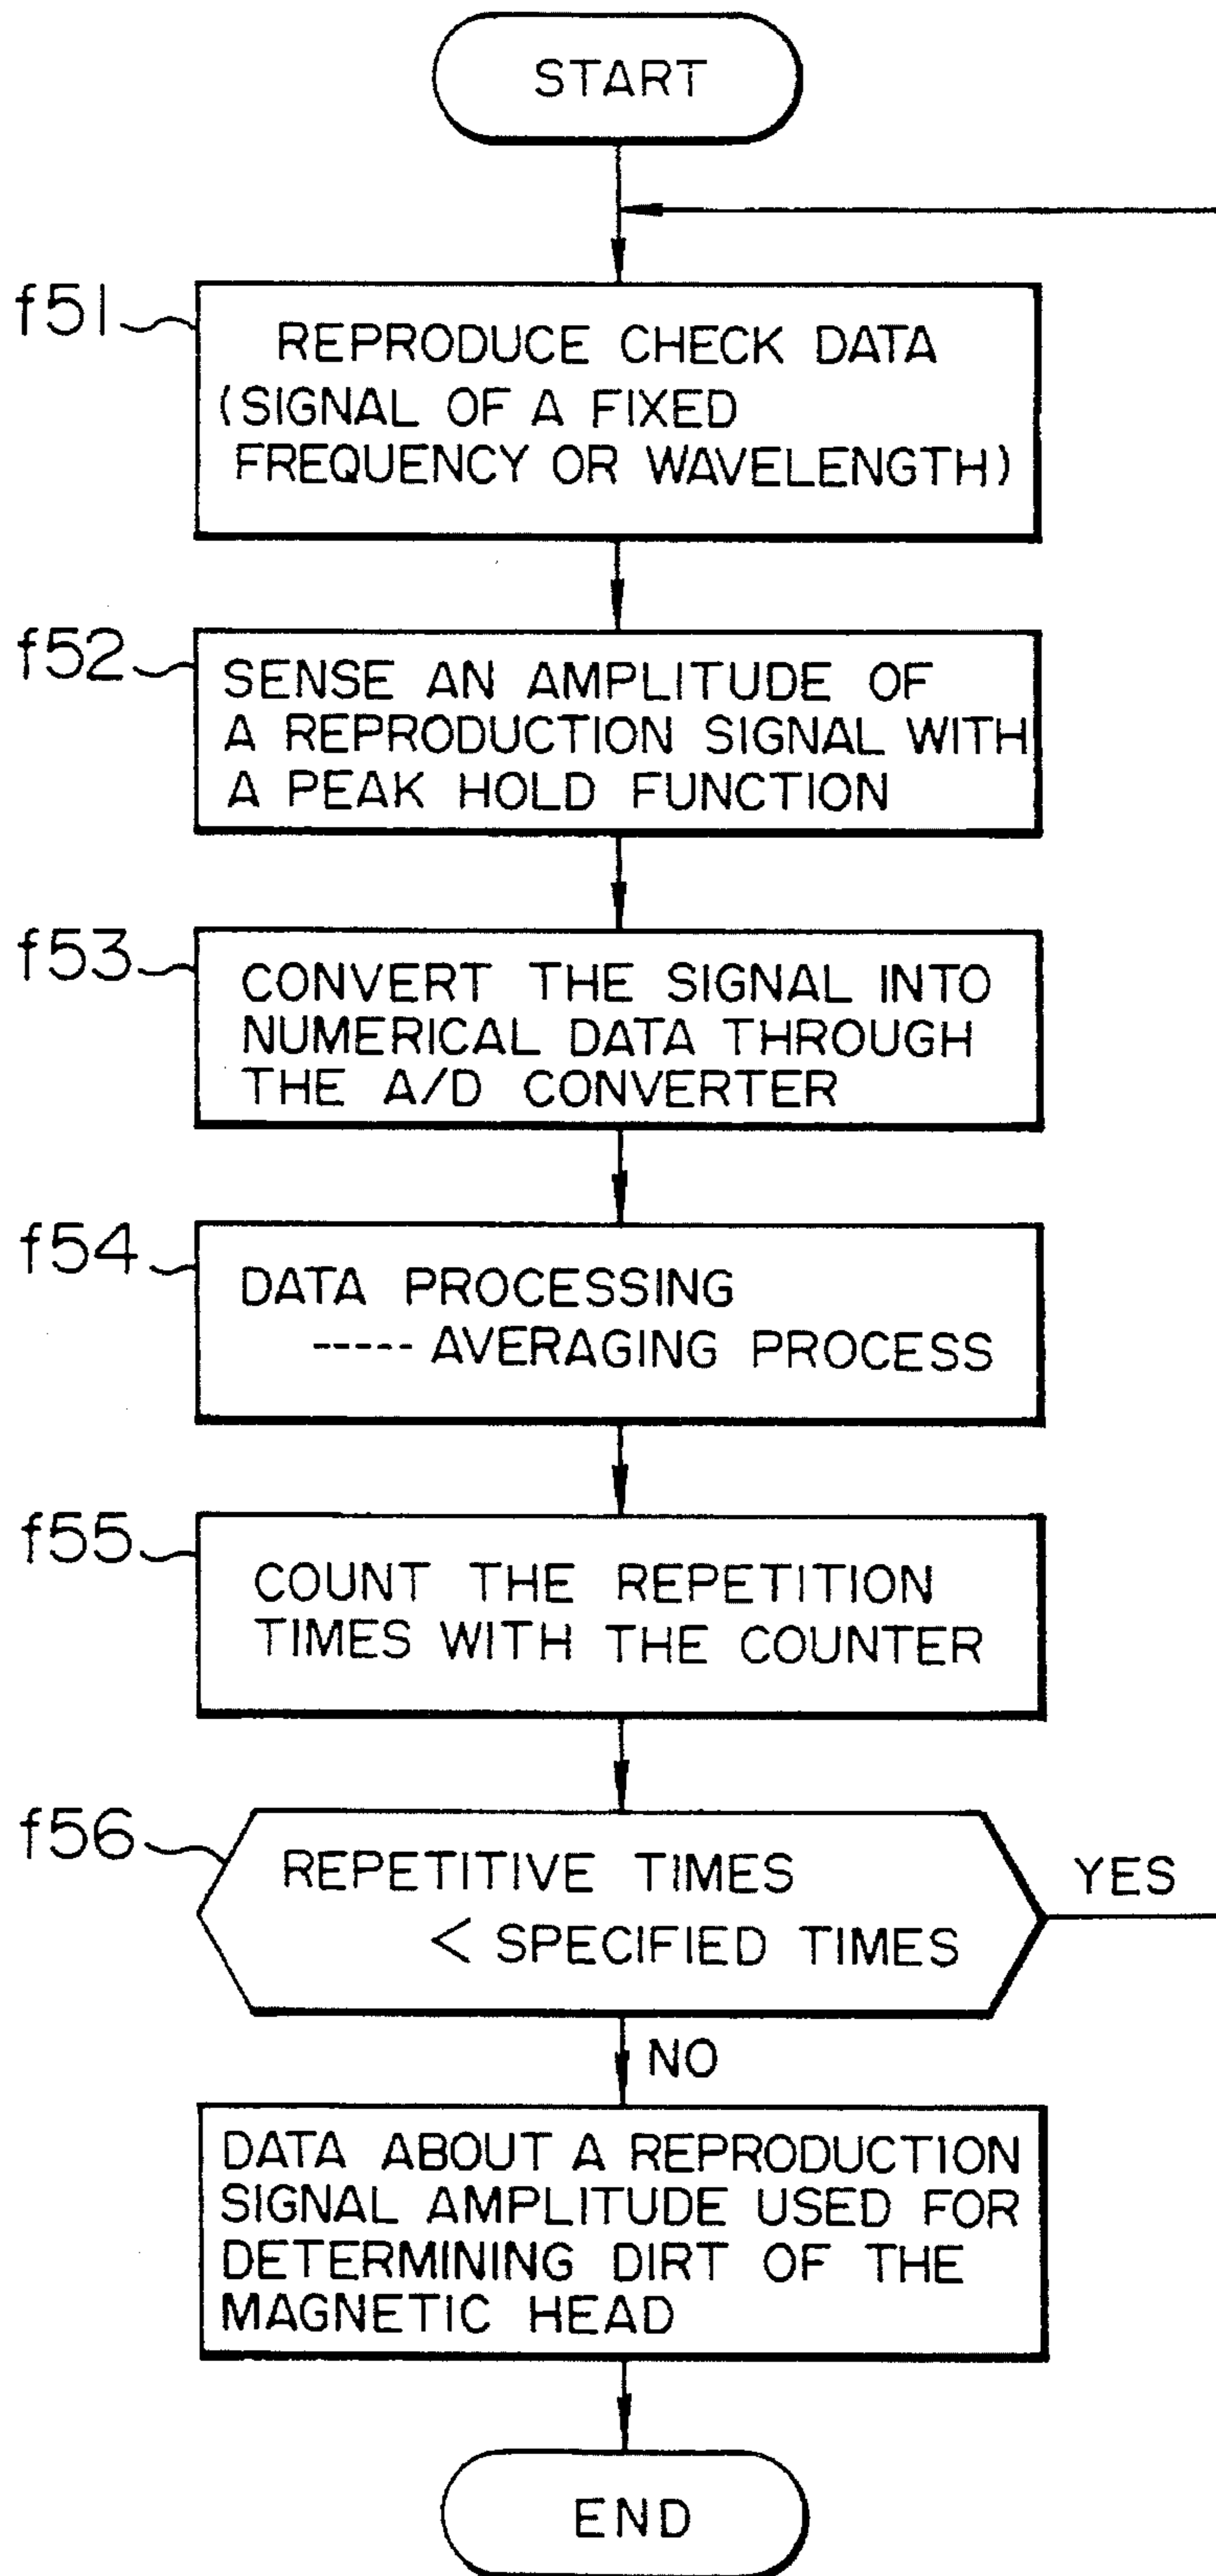 START
f51
REPRODUCE CHECK DATA
(SIGNAL OF A FIXED
FREQUENCY OR WAVELENGTH)
f52
SENSE AN AMPLITUDE OF
A REPRODUCTION SIGNAL WITH
A PEAK HOLD FUNCTION
f53
CONVERT THE SIGNAL INTO
NUMERICAL DATA THROUGH
THE A/D CONVERTER
f54
DATA PROCESSING
----- AVERAGING PROCESS
f55
COUNT THE REPETITION
TIMES WITH THE COUNTER
f56
REPETITIVE TIMES
< SPECIFIED TIMES
YES
NO
DATA ABOUT A REPRODUCTION
SIGNAL AMPLITUDE USED FOR
DETERMINING DIRT OF THE
MAGNETIC HEAD
END